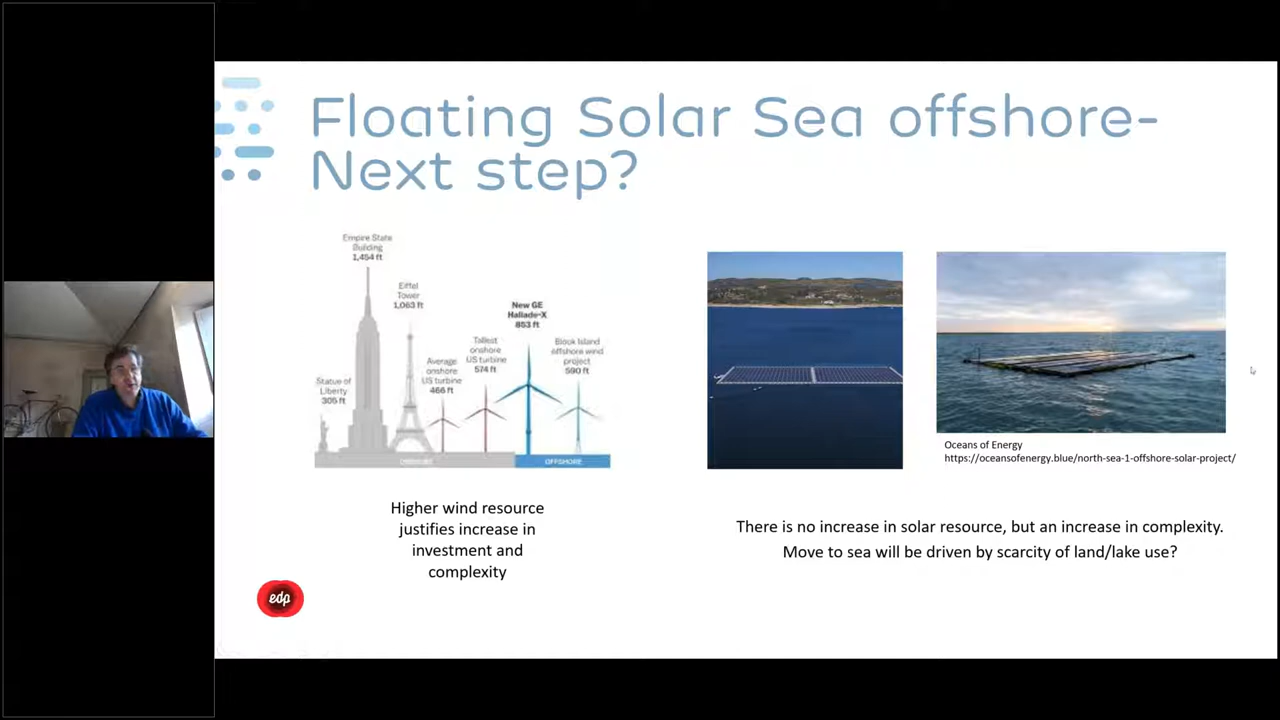 Floating Solar Sea offshore-
Next step?
Empire State
Building
1,454 ft
Eiffel
Tower
1,063 ft
New GE
Haliade-X
853 ft
Tallest
onshore
US turbine
574 ft
Block Island
offshore wind
project
590 ft
Average
onshore
US turbine
466 ft
Statue of
Liberty
305 ft
OFFSHORE
Oceans of Energy
https://oceansofenergy.blue/north-sea-1-offshore-solar-project/
Higher wind resource
justifies increase in
investment and
complexity
There is no increase in solar resource, but an increase in complexity.
Move to sea will be driven by scarcity of land/lake use?
edp